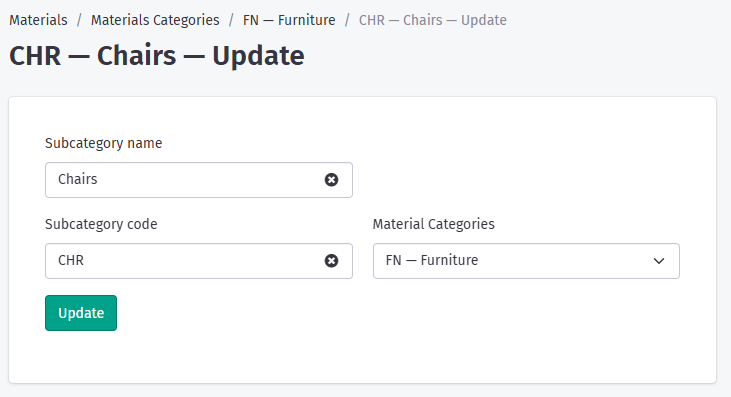 Materials / Materials Categories / FN — Furniture / CHR — Chairs — Update
CHR — Chairs — Update
Subcategory name
Chairs
Subcategory code
Material Categories
CHR
FN — Furniture
Update